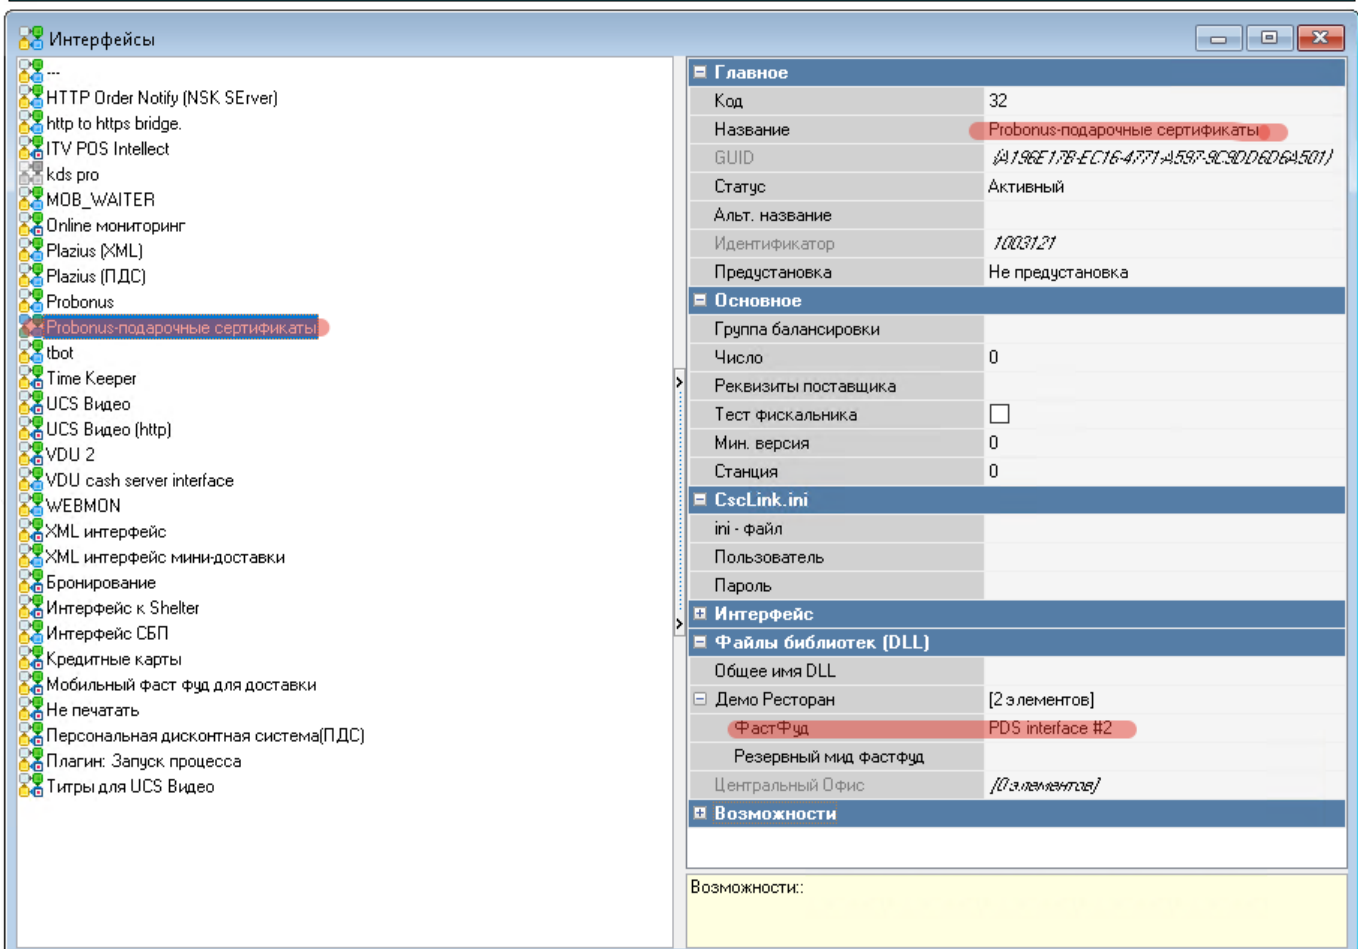 Интерфейсы
---
HTTP Order Notify (NSK SErver)
http to https bridge.
ITV POS Intellect
kds pro
MOB_WAITER
Online мониторинг
Plazius (XML)
Plazius (ПДС)
Probonus
Probonus-подарочные сертификаты
tbot
Time Keeper
UCS Видео
UCS Видео (http)
VDU 2
VDU cash server interface
WEBMON
XML интерфейс
XML интерфейс мини-доставки
Бронирование
Интерфейс к Shelter
Интерфейс СБП
Кредитные карты
Мобильный фаст фуд для доставки
Не печатать
Персональная дисконтная система(ПДС)
Плагин: Запуск процесса
Титры для UCS Видео
Главное
Код 32
Название Probonus-подарочные сертификаты
GUID {A196E17B-EC16-4771-A597-9C9DD6D6A501}
Статус Активный
Альт. название
Идентификатор 1003121
Предустановка Не предустановка
Основное
Группа балансировки
Число 0
Реквизиты поставщика
Тест фискальника
Мин. версия 0
Станция 0
CscLink.ini
ini - файл
Пользователь
Пароль
Интерфейс
Файлы библиотек (DLL)
Общее имя DLL
Демо Ресторан [2 элементов]
ФастФуд PDS interface #2
Резервный мид фастфуд
Центральный Офис [0 элементов]
Возможности
Возможности::